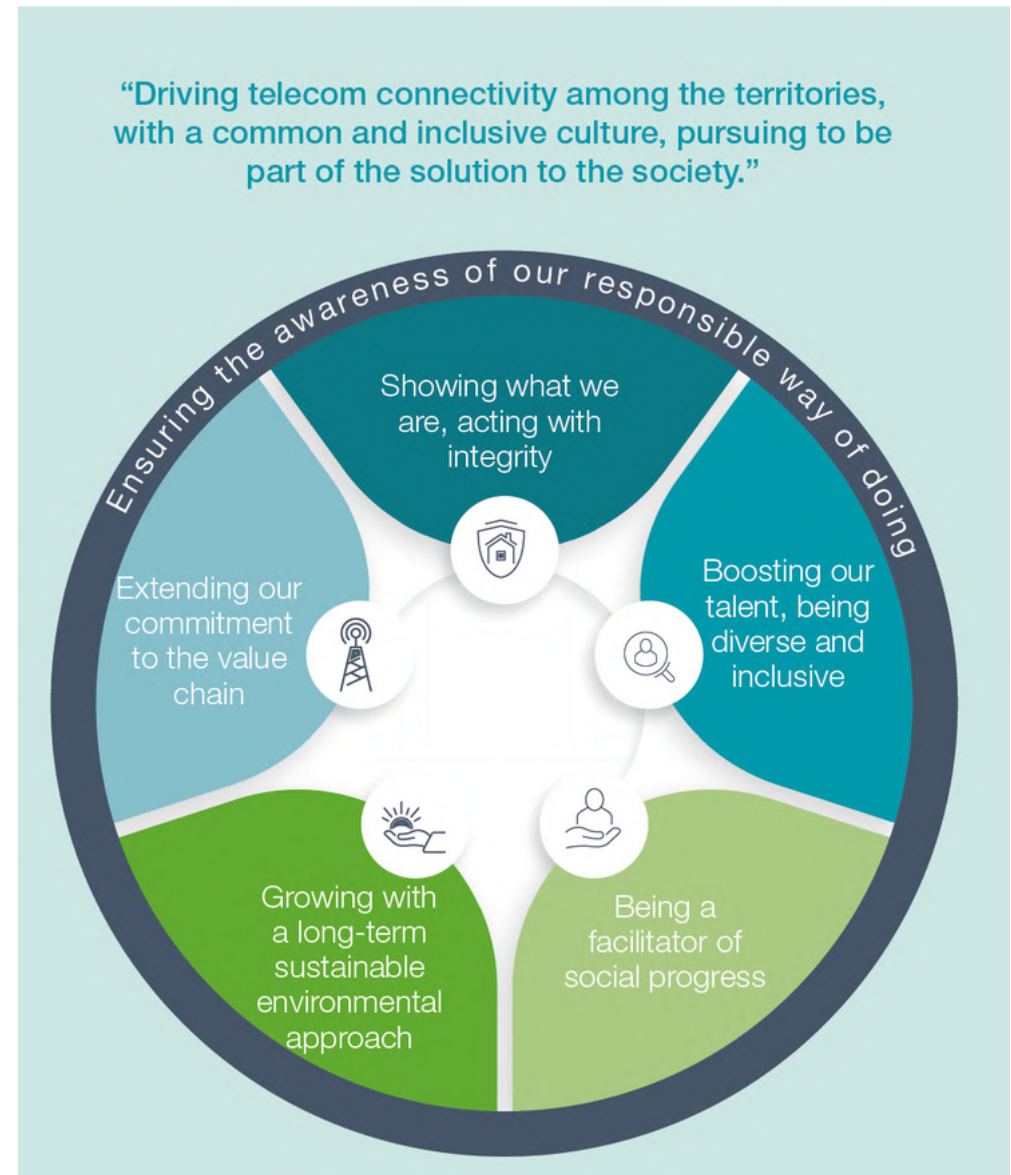 “Driving telecom connectivity among the territories,
with a common and inclusive culture, pursuing to be
part of the solution to the society.”
Ensuring the awareness of our responsible way of doing
Showing what we
are, acting with
integrity
Boosting our
talent, being
diverse and
inclusive
Being a
facilitator of
social progress
Growing with
a long-term
sustainable
environmental
approach
Extending our
commitment
to the value
chain